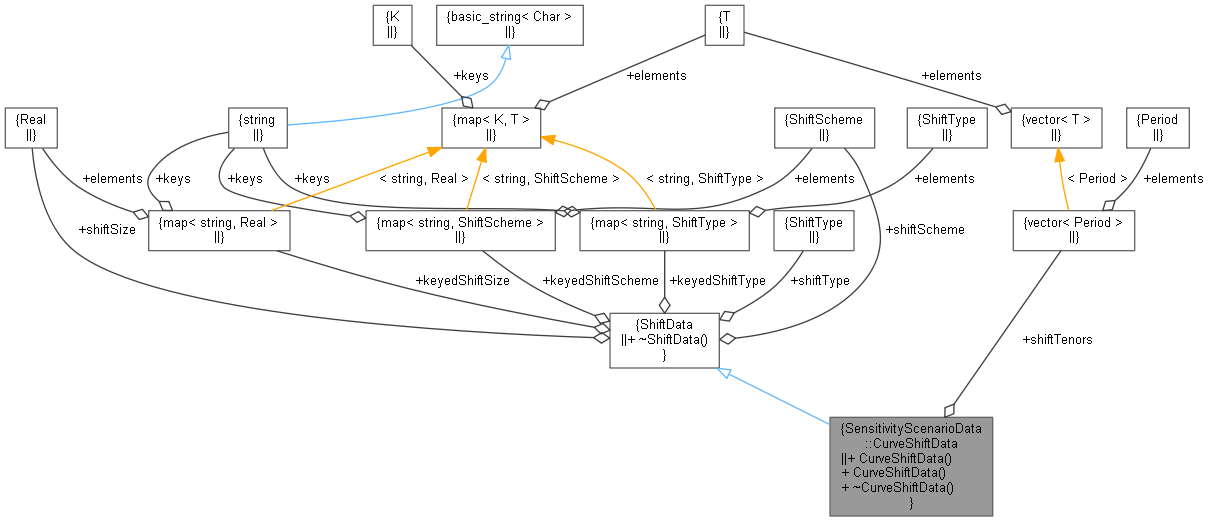 {K
||}
{basic_string< Char >
||}
{T
||}
+keys
+elements
+elements
{Real
||}
{string
||}
{map< K, T >
||}
{ShiftScheme
||}
{ShiftType
||}
{vector< T >
||}
{Period
||}
+elements
+keys
+keys
+keys
< string, Real >
< string, ShiftScheme >
< string, ShiftType >
+elements
+elements
< Period >
+elements
+shiftSize
{map< string, Real >
||}
{map< string, ShiftScheme >
||}
{map< string, ShiftType >
||}
{ShiftType
||}
+shiftScheme
{vector< Period >
||}
+keyedShiftSize
+keyedShiftScheme
+keyedShiftType
+shiftType
{ShiftData
||+ ~ShiftData()
}
+shiftTenors
{SensitivityScenarioData
::CurveShiftData
||+ CurveShiftData()
+ CurveShiftData()
+ ~CurveShiftData()
}